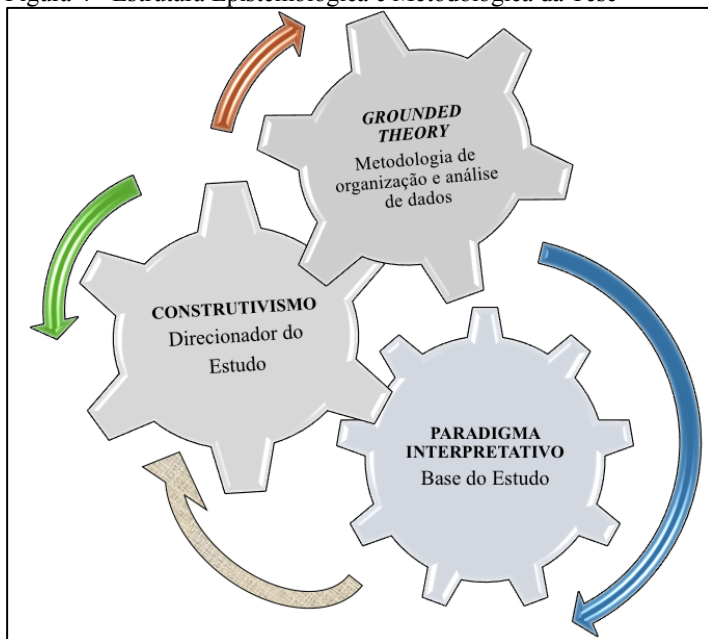 Figura 4 - Estrutura Epistemológica e Metodológica da Tese
GROUNDED
THEORY
Metodologia de
organização e análise
de dados
CONSTRUTIVISMO
Direcionador do
Estudo
PARADIGMA
INTERPRETATIVO
Base do Estudo